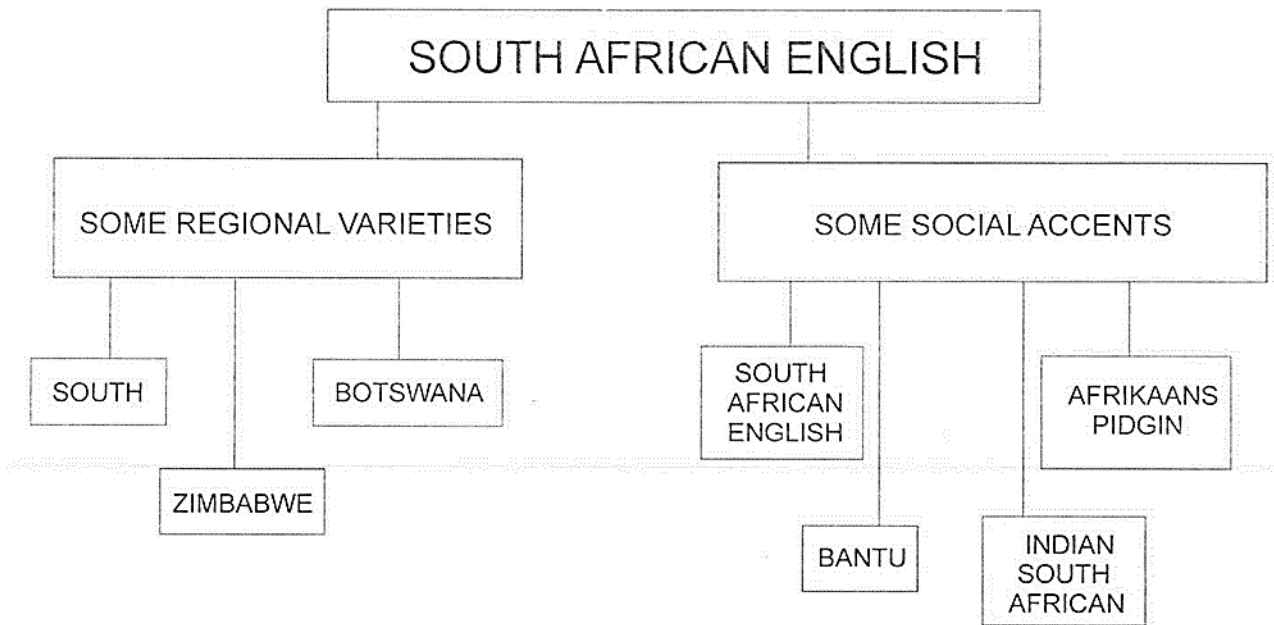 SOUTH AFRICAN ENGLISH
SOME REGIONAL VARIETIES
SOME SOCIAL ACCENTS
SOUTH
BOTSWANA
ZIMBABWE
SOUTH
AFRICAN
ENGLISH
AFRIKAANS
PIDGIN
BANTU
INDIAN
SOUTH
AFRICAN